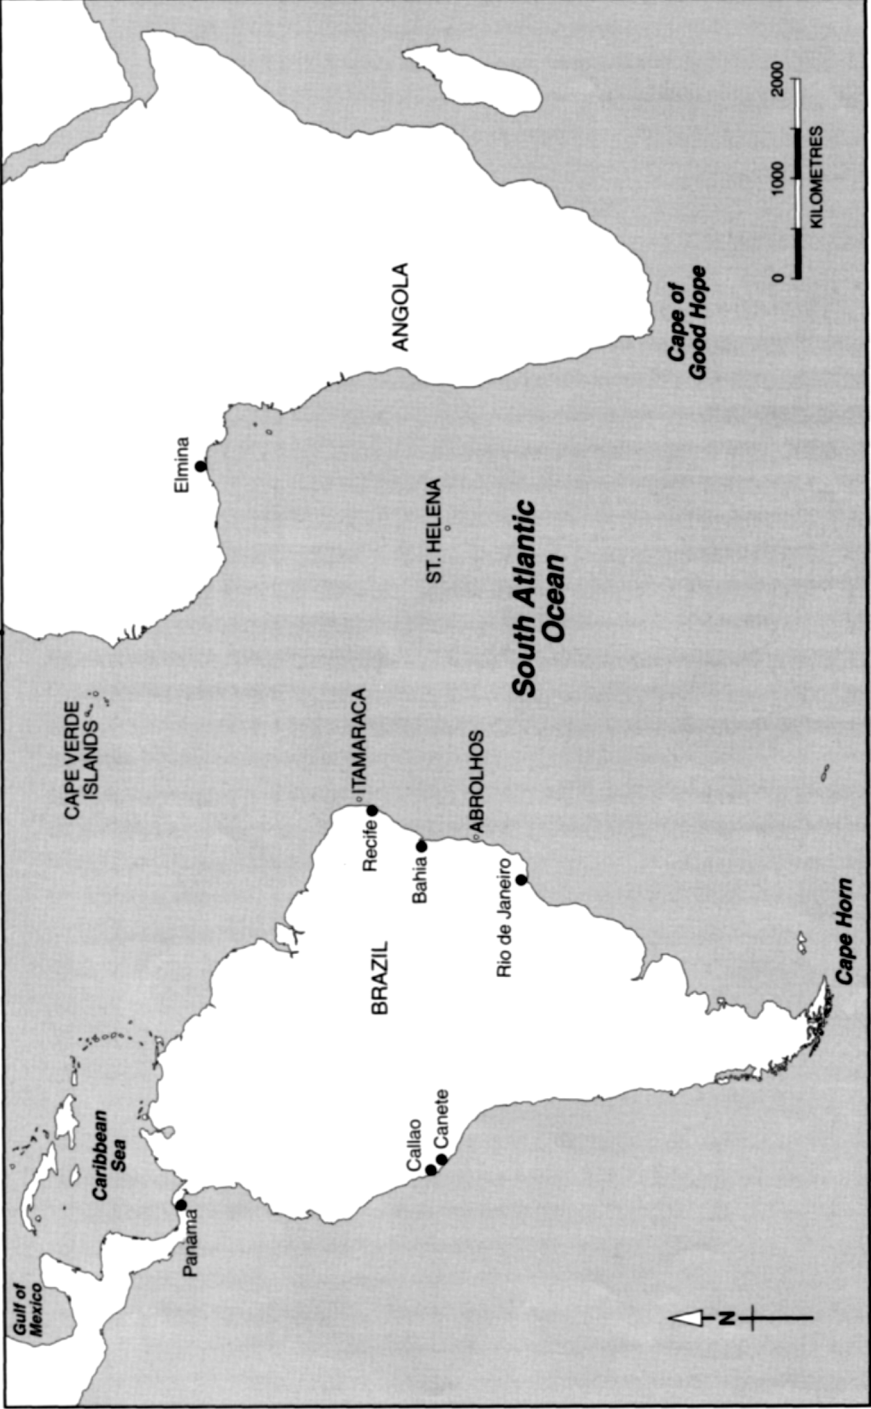 Gulf of
Mexico
Caribbean
Sea
Panama
CAPE VERDE
ISLANDS
Elmina
Callao
Canete
BRAZIL
Recife
ITAMARACA
Bahia
ABROLHOS
Rio de Janeiro
ST. HELENA
ANGOLA
South Atlantic
Ocean
Cape of
Good Hope
Cape Horn
N
0 1000 2000
KILOMETRES